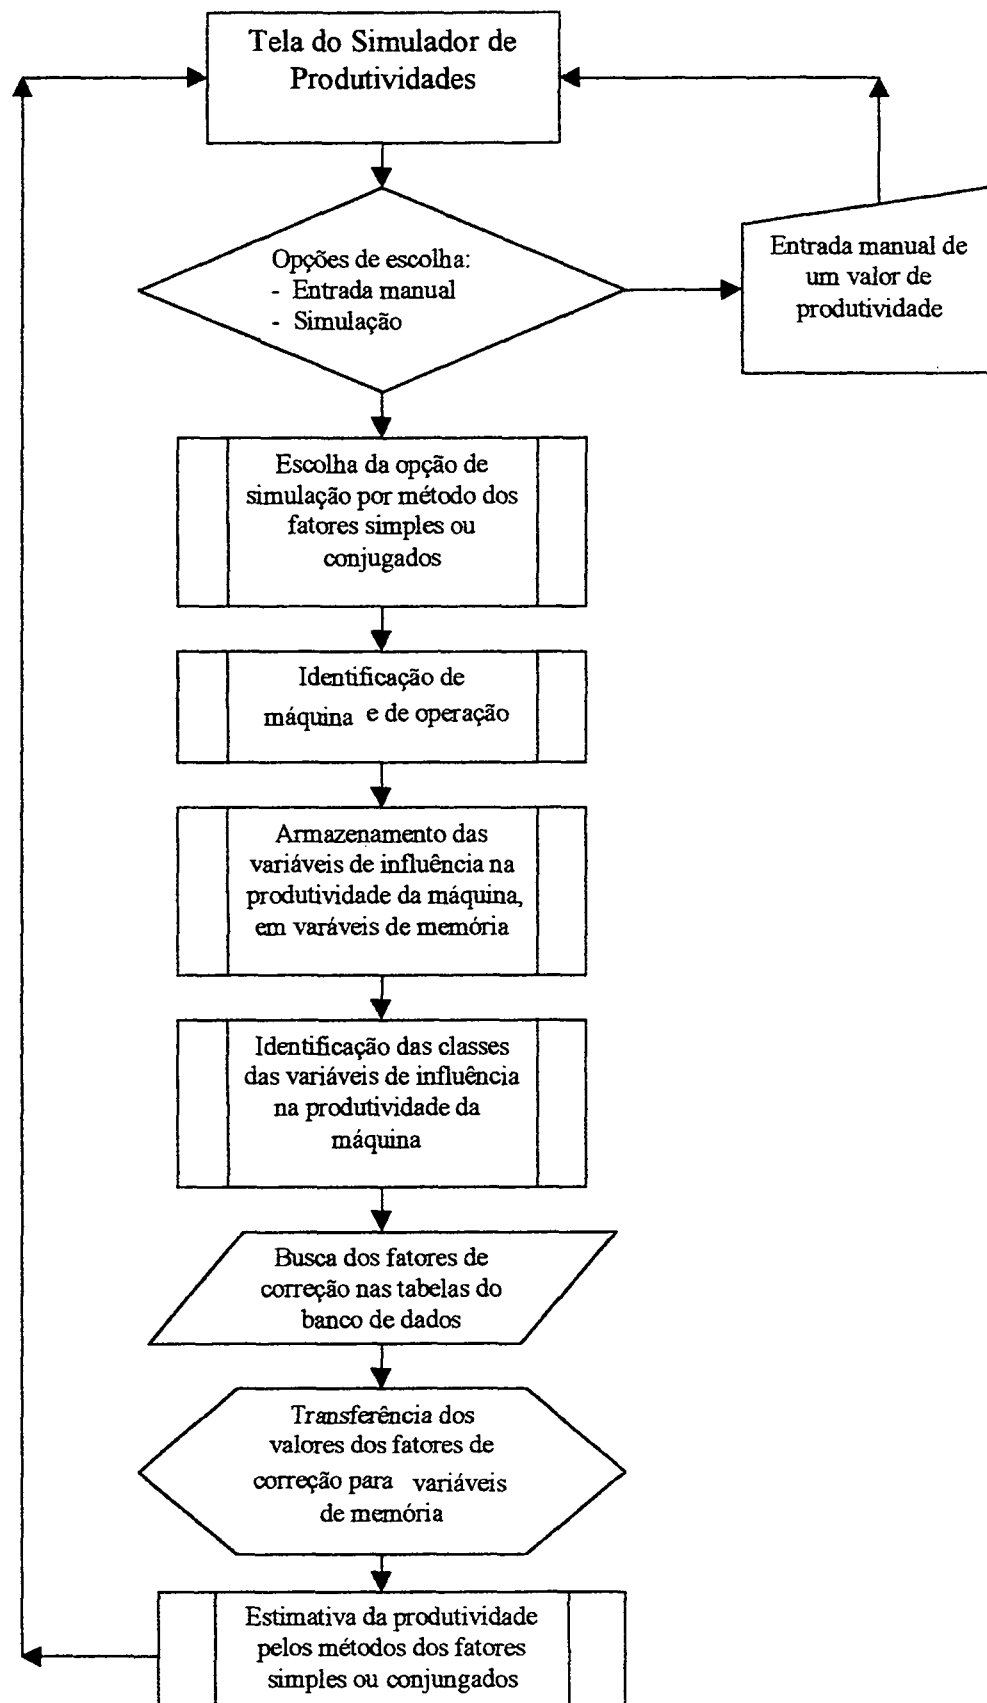 Tela do Simulador de
Produtividades
Opções de escolha:
- Entrada manual
- Simulação
Entrada manual de
um valor de
produtividade
Escolha da opção de
simulação por método dos
fatores simples ou
conjugados
Identificação de
máquina e de operação
Armazenamento das
variáveis de influência na
produtividade da máquina,
em varáveis de memória
Identificação das classes
das variáveis de influência
na produtividade da
máquina
Busca dos fatores de
correção nas tabelas do
banco de dados
Transferência dos
valores dos fatores de
correção para variáveis
de memória
Estimativa da produtividade
pelos métodos dos fatores
simples ou conjungados